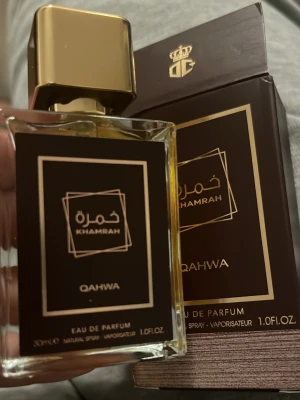 خمرة
KHAMRAH
QAHWA
EAU DE PARFUM
30ml℮ NATURAL SPRAY - VAPORISATEUR 1.0FL.OZ.
خمرة
KHAMRAH
QAHWA
EAU DE PARFUM
SPRAY - VAPORISATEUR 1.0Fl.OZ.